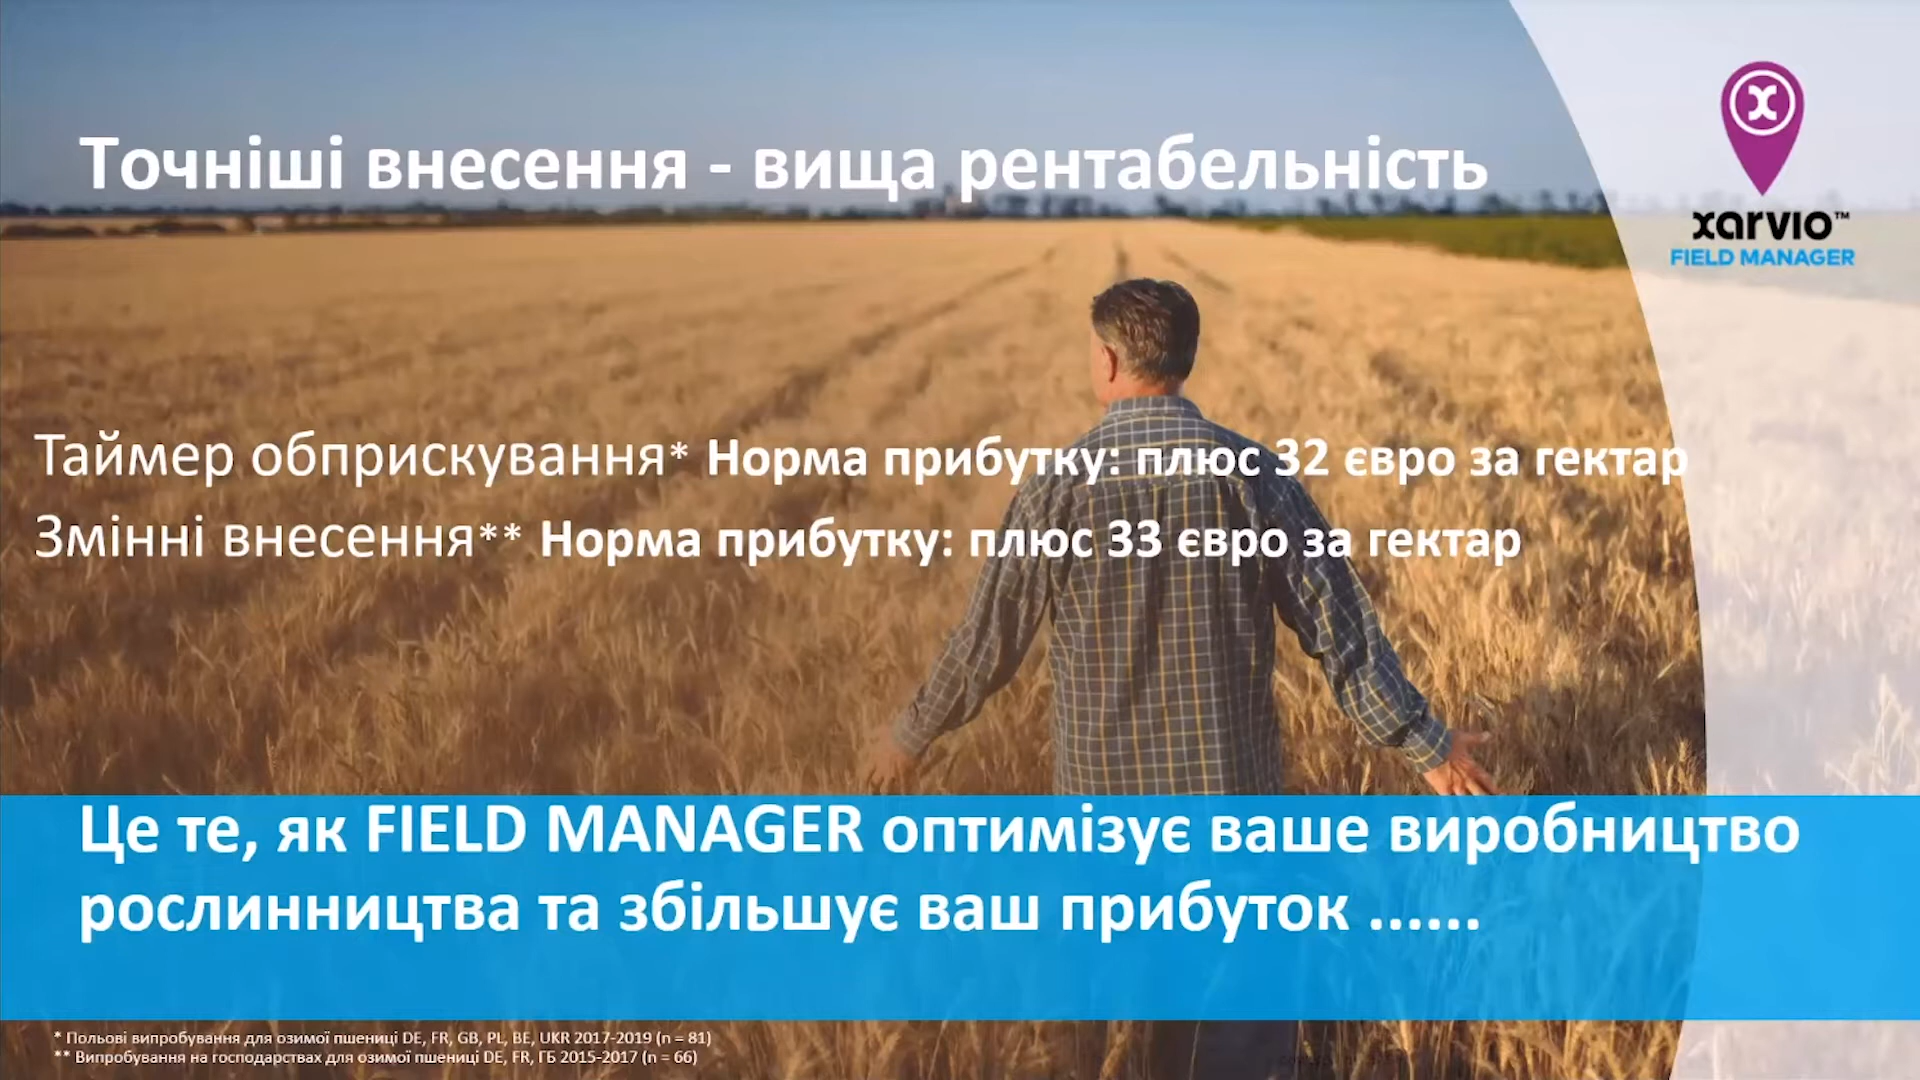 Точніші внесення - вища рентабельність
xarvio™
FIELD MANAGER
Таймер обприскування* Норма прибутку: плюс 32 євро за гектар
Змінні внесення** Норма прибутку: плюс 33 євро за гектар
Це те, як FIELD MANAGER оптимізує ваше виробництво
рослинництва та збільшує ваш прибуток ......
* Польові випробування для озимої пшениці DE, FR, GB, PL, BE, UKR 2017-2019 (n = 81)
** Випробування на господарствах для озимої пшениці DE, FR, ГБ 2015-2017 (n = 66)